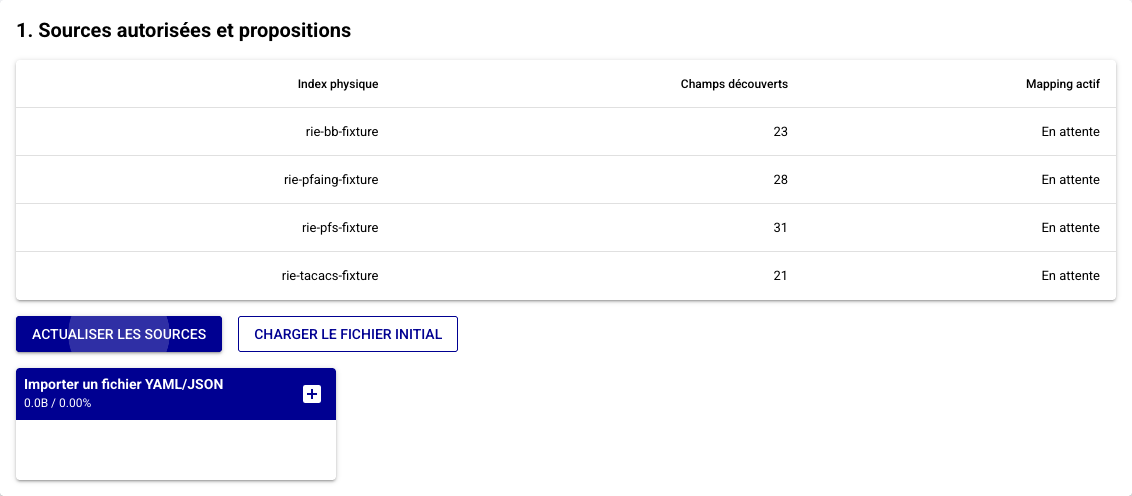 1. Sources autorisées et propositions
Index physique Champs découverts Mapping actif
rie-bb-fixture 23 En attente
rie-pfaing-fixture 28 En attente
rie-pfs-fixture 31 En attente
rie-tacacs-fixture 21 En attente
ACTUALISER LES SOURCES CHARGER LE FICHIER INITIAL
Importer un fichier YAML/JSON
0.0B / 0.00%